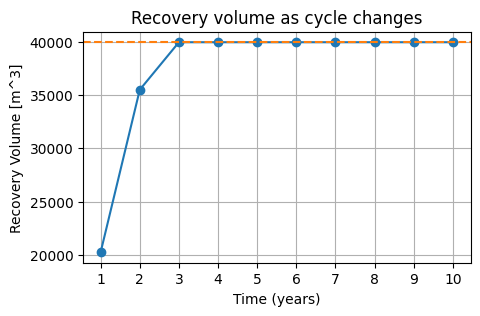 Recovery volume as cycle changes
Recovery Volume [m^3]
40000
35000
30000
25000
20000
1 2 3 4 5 6 7 8 9 10
Time (years)